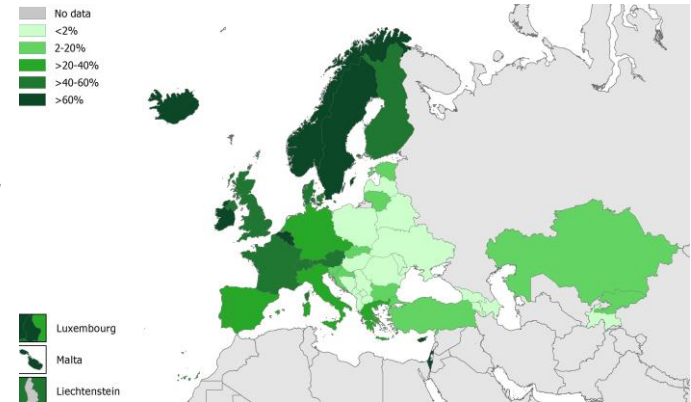 No data
<2%
2-20%
>20-40%
>40-60%
>60%
Luxembourg
Malta
Liechtenstein